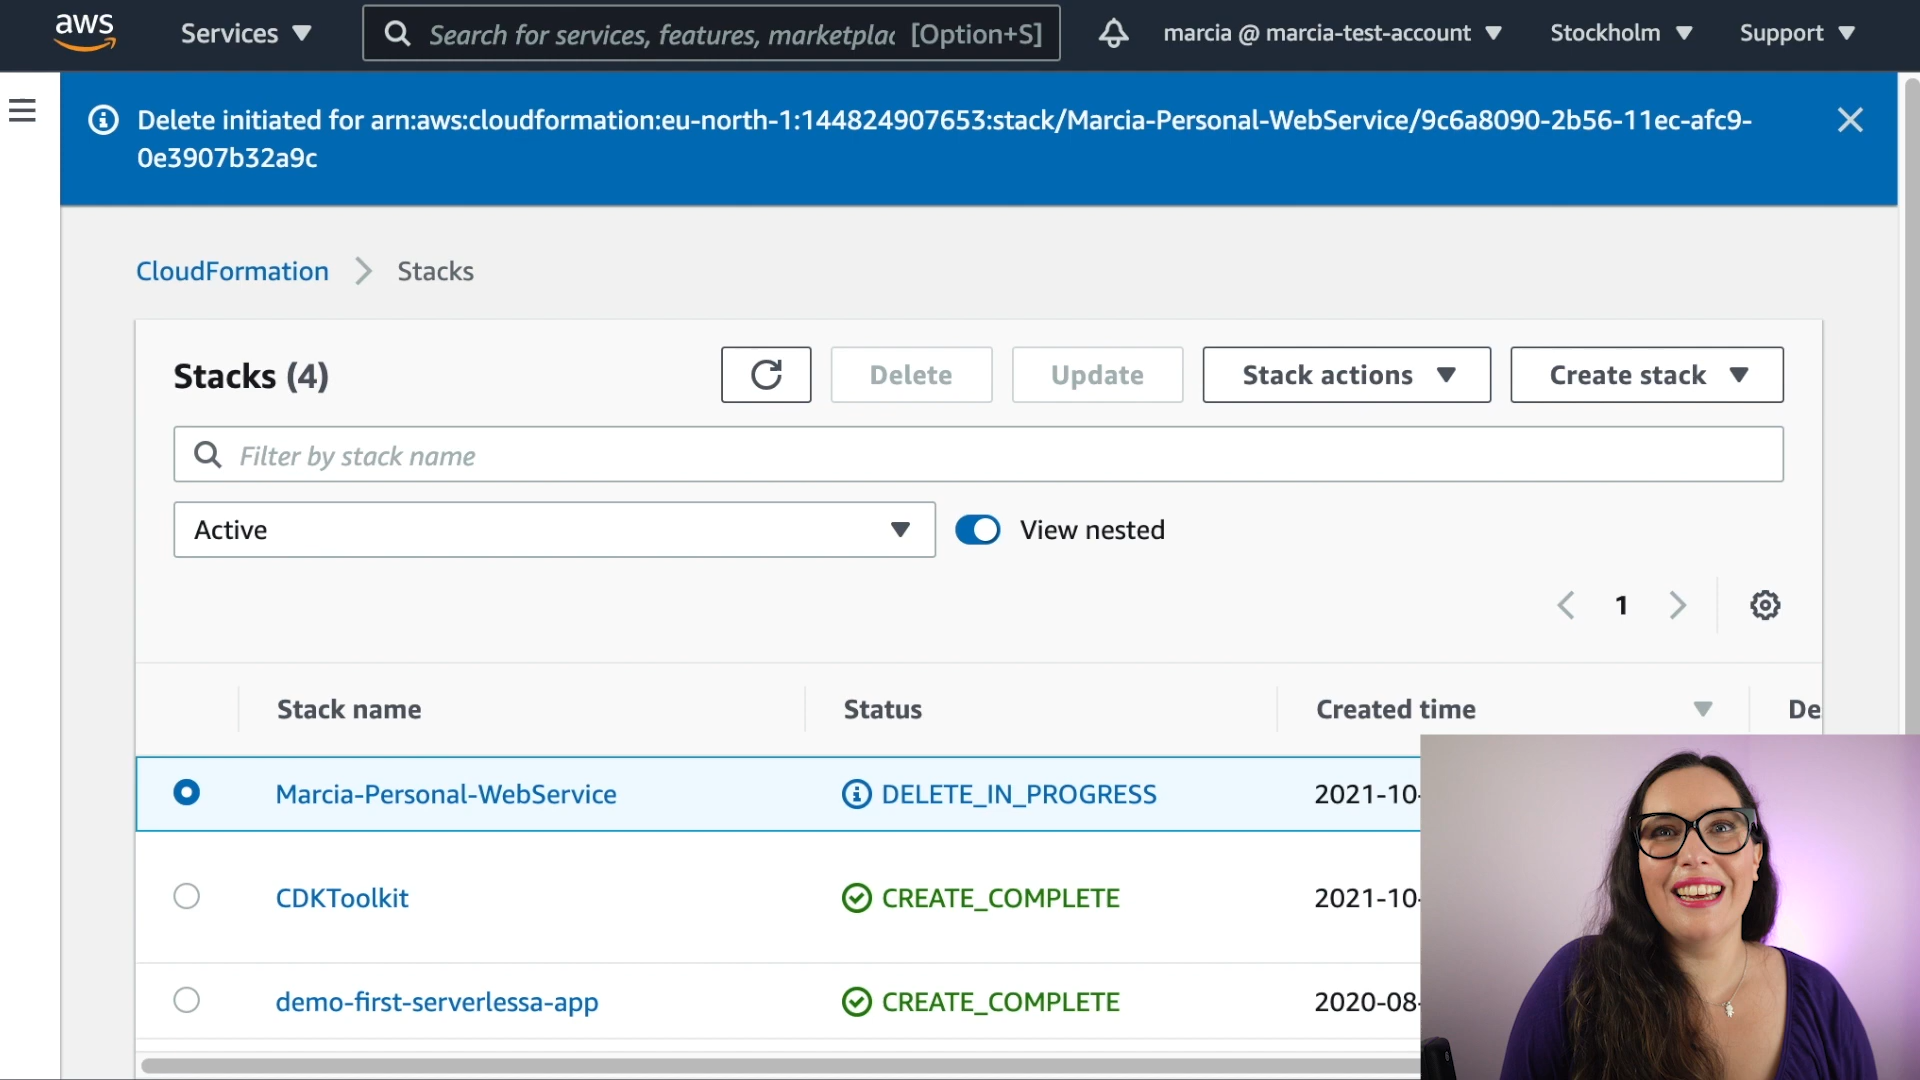 aws
Services
Search for services, features, marketplac [Option+S]
marcia @ marcia-test-account
Stockholm
Support
Delete initiated for arn:aws:cloudformation:eu-north-1:144824907653:stack/Marcia-Personal-WebService/9c6a8090-2b56-11ec-afc9-
0e3907b32a9c
CloudFormation
Stacks
Stacks (4)
Delete
Update
Stack actions
Create stack
Filter by stack name
Active
View nested
1
Stack name
Status
Created time
De
Marcia-Personal-WebService
DELETE_IN_PROGRESS
2021-10-
CDKToolkit
CREATE_COMPLETE
2021-10-
demo-first-serverlessa-app
CREATE_COMPLETE
2020-08-